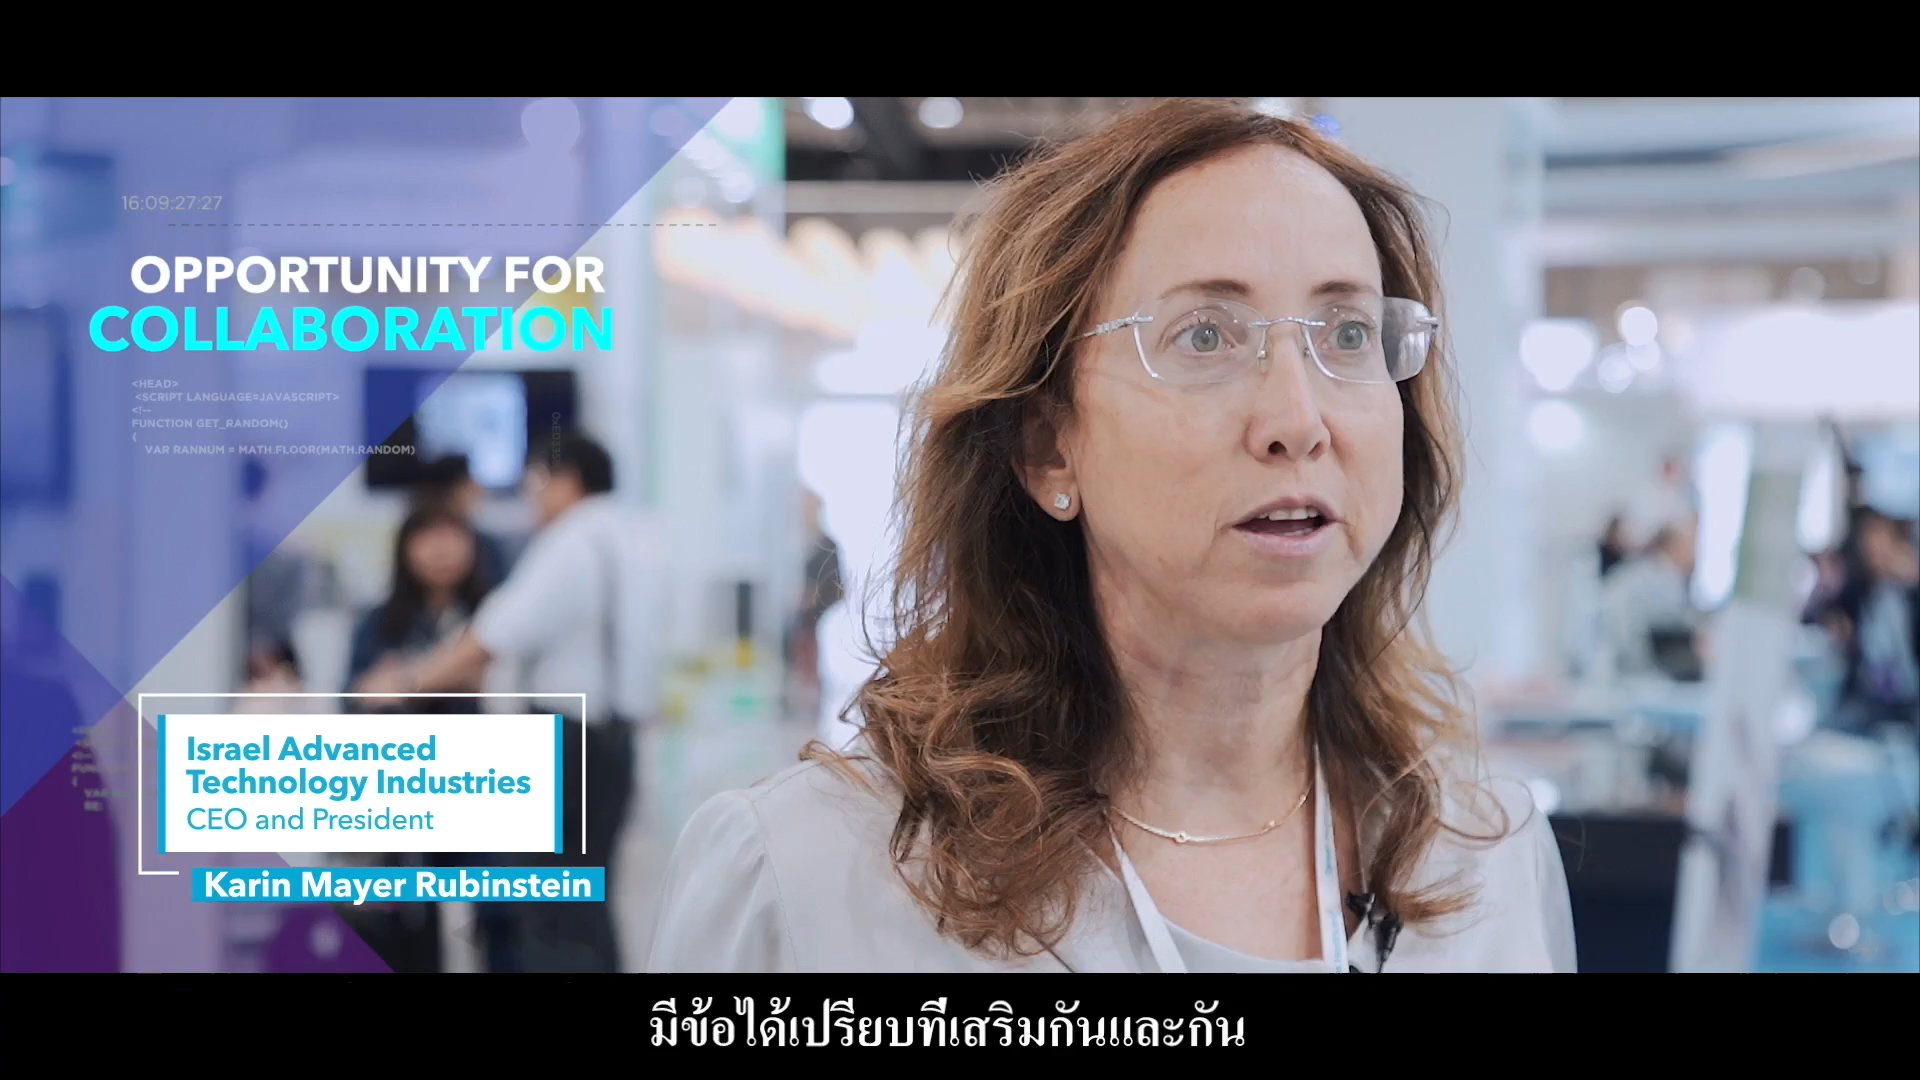 16:09:27:27
OPPORTUNITY FOR
COLLABORATION
<HEAD>
<SCRIPT LANGUAGE=JAVASCRIPT>
<!--
FUNCTION GET_RANDOM()
{
VAR RANNUM = MATH.FLOOR(MATH.RANDOM)
Israel Advanced
Technology Industries
CEO and President
Karin Mayer Rubinstein
มีข้อได้เปรียบที่เสริมกันและกัน